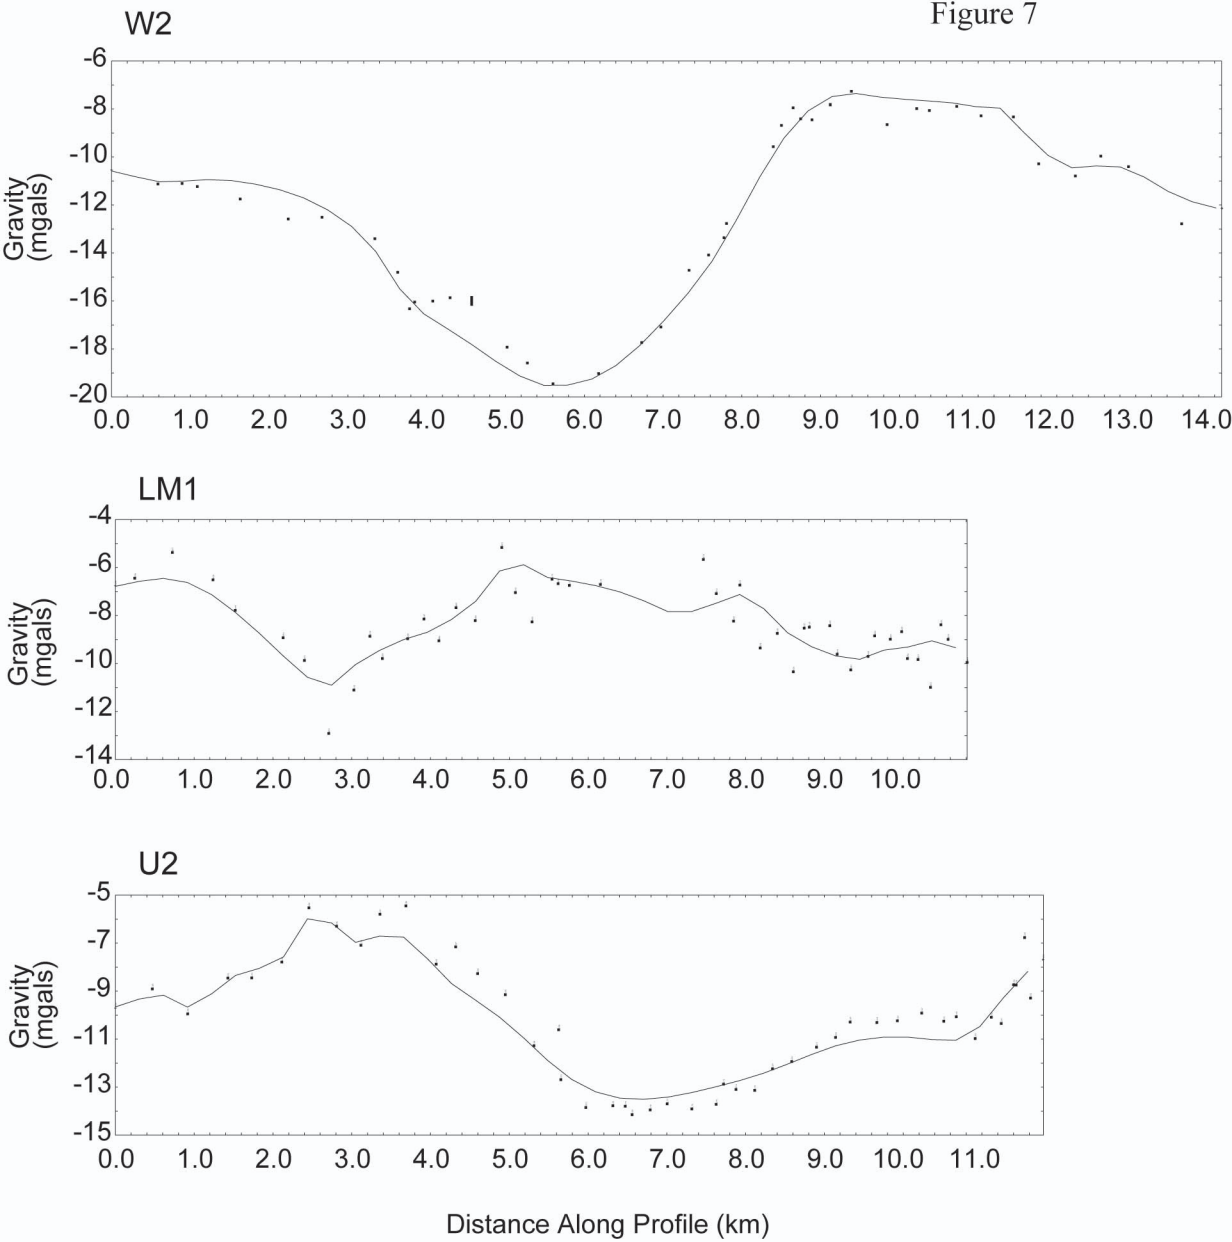 Figure 7
W2
-6
-8
-10
-12
-14
-16
-18
-20
Gravity
(mgals)
0.0 1.0 2.0 3.0 4.0 5.0 6.0 7.0 8.0 9.0 10.0 11.0 12.0 13.0 14.0
LM1
-4
-6
-8
-10
-12
-14
Gravity
(mgals)
0.0 1.0 2.0 3.0 4.0 5.0 6.0 7.0 8.0 9.0 10.0
U2
-5
-7
-9
-11
-13
-15
Gravity
(mgals)
0.0 1.0 2.0 3.0 4.0 5.0 6.0 7.0 8.0 9.0 10.0 11.0
Distance Along Profile (km)